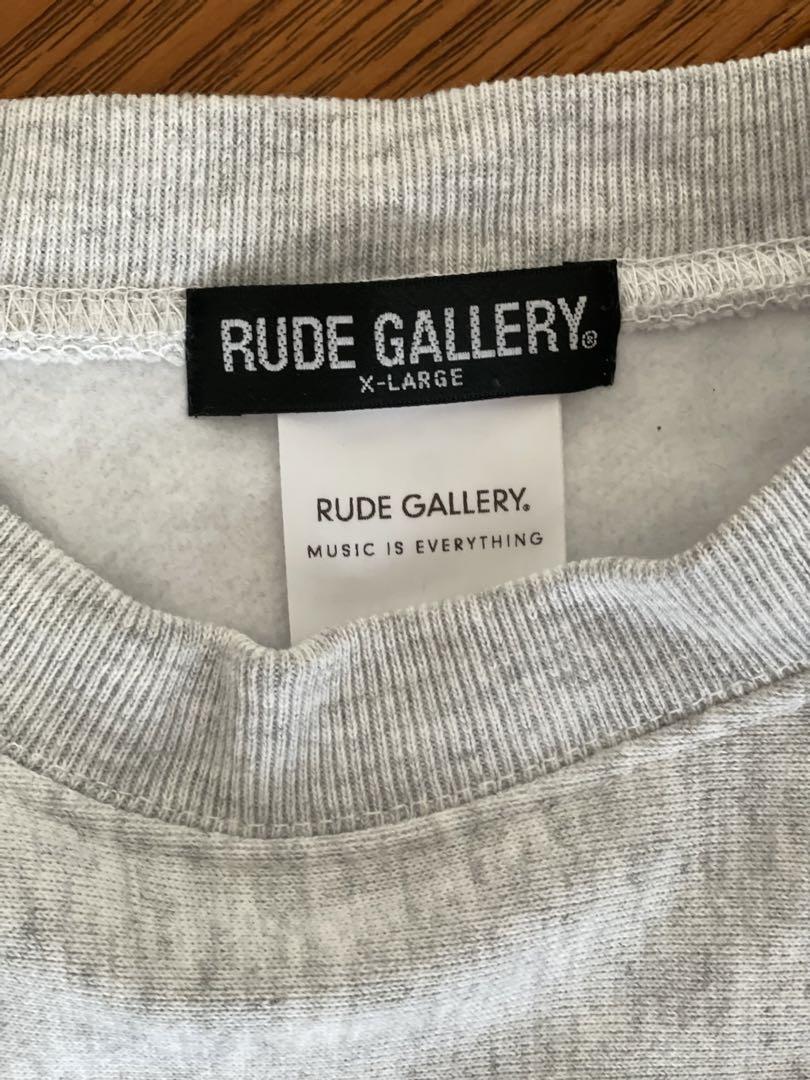 RUDE GALLERY®
X-LARGE
RUDE GALLERY®
MUSIC IS EVERYTHING